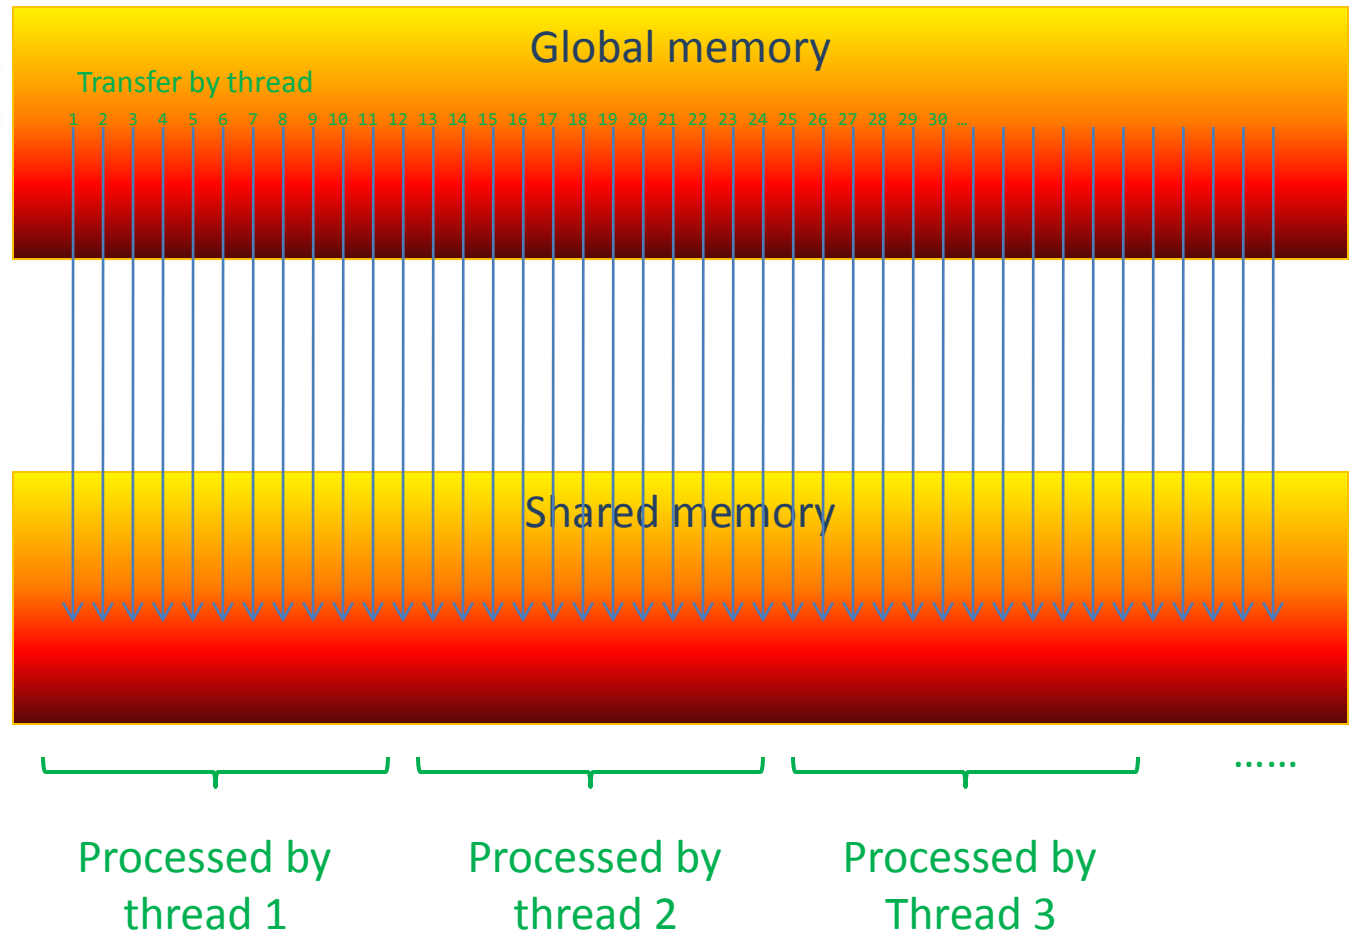 Global memory
Transfer by thread
1 2 3 4 5 6 7 8 9 10 11 12 13 14 15 16 17 18 19 20 21 22 23 24 25 26 27 28 29 30 …
Shared memory
……
Processed by
thread 1
Processed by
thread 2
Processed by
Thread 3